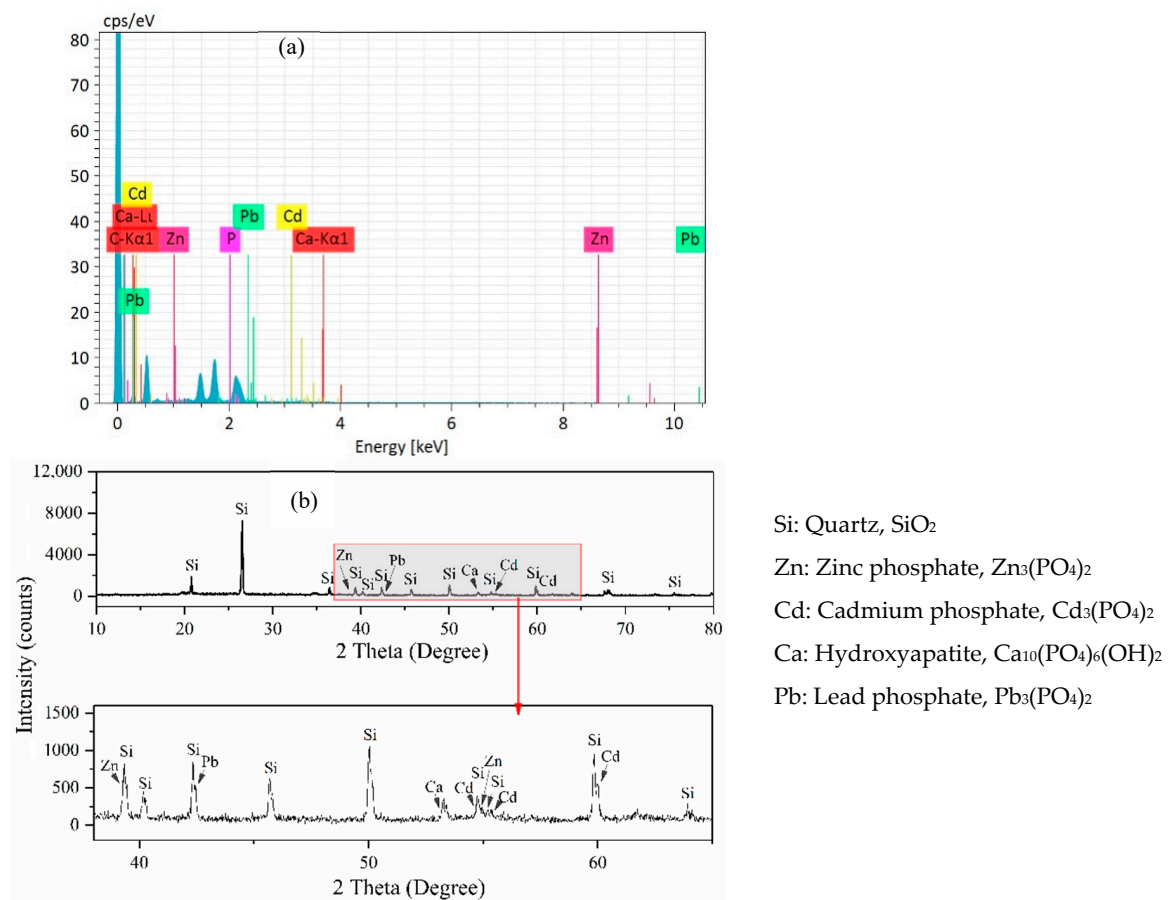 cps/eV
(a)
80
70
60
50
40
30
20
10
0
Cd
Ca-Lι
C-Kα1 Zn P Pb Cd Ca-Kα1 Zn Pb
Pb
0 2 4 6 8 10
Energy [keV]
Intensity (counts)
12,000
8000
4000
0
(b)
Si
Si
Si
Zn
Si
Si
Si
Pb
Si
Si
Ca
Si
Cd
Si
Cd
Si
Si
10 20 30 40 50 60 70 80
2 Theta (Degree)
1500
1000
500
0
Zn
Si
Si
Si
Pb
Si
Si
Ca
Cd
Si
Zn
Si
Cd
Si
Cd
Si
40 50 60
2 Theta (Degree)
Si: Quartz, SiO₂
Zn: Zinc phosphate, Zn₃(PO₄)₂
Cd: Cadmium phosphate, Cd₃(PO₄)₂
Ca: Hydroxyapatite, Ca₁₀(PO₄)₆(OH)₂
Pb: Lead phosphate, Pb₃(PO₄)₂